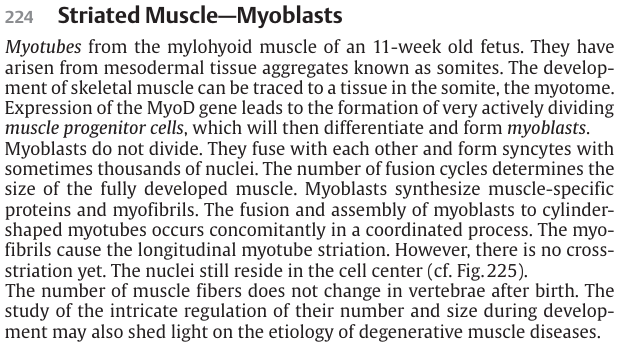 224 Striated Muscle—Myoblasts
Myotubes from the mylohyoid muscle of an 11-week old fetus. They have
arisen from mesodermal tissue aggregates known as somites. The develop-
ment of skeletal muscle can be traced to a tissue in the somite, the myotome.
Expression of the MyoD gene leads to the formation of very actively dividing
muscle progenitor cells, which will then differentiate and form myoblasts.
Myoblasts do not divide. They fuse with each other and form syncytes with
sometimes thousands of nuclei. The number of fusion cycles determines the
size of the fully developed muscle. Myoblasts synthesize muscle-specific
proteins and myofibrils. The fusion and assembly of myoblasts to cylinder-
shaped myotubes occurs concomitantly in a coordinated process. The myo-
fibrils cause the longitudinal myotube striation. However, there is no cross-
striation yet. The nuclei still reside in the cell center (cf. Fig. 225).
The number of muscle fibers does not change in vertebrae after birth. The
study of the intricate regulation of their number and size during develop-
ment may also shed light on the etiology of degenerative muscle diseases.